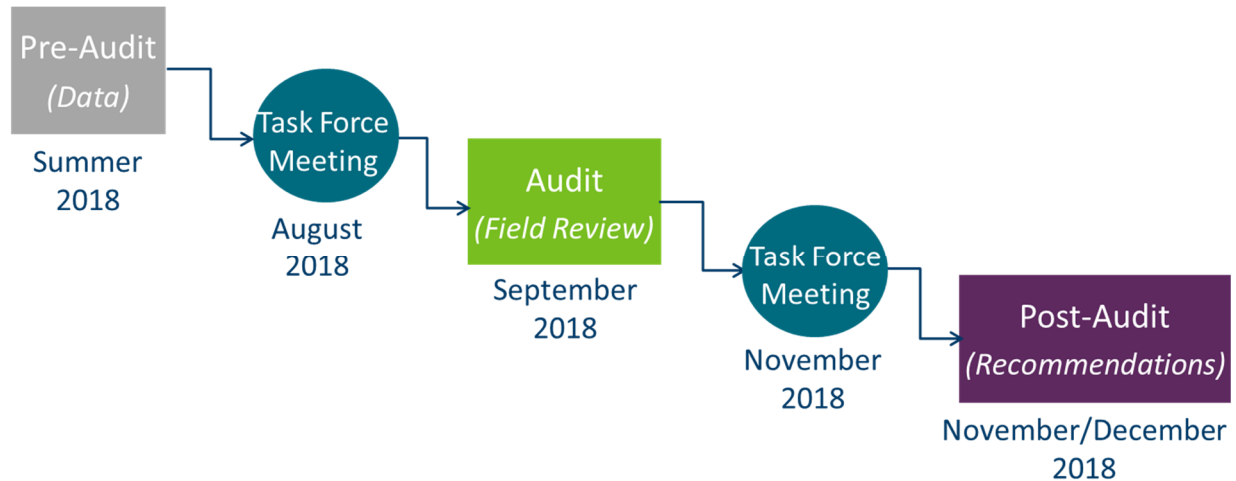 Pre-Audit
(Data)
Summer
2018
Task Force
Meeting
August
2018
Audit
(Field Review)
September
2018
Task Force
Meeting
November
2018
Post-Audit
(Recommendations)
November/December
2018